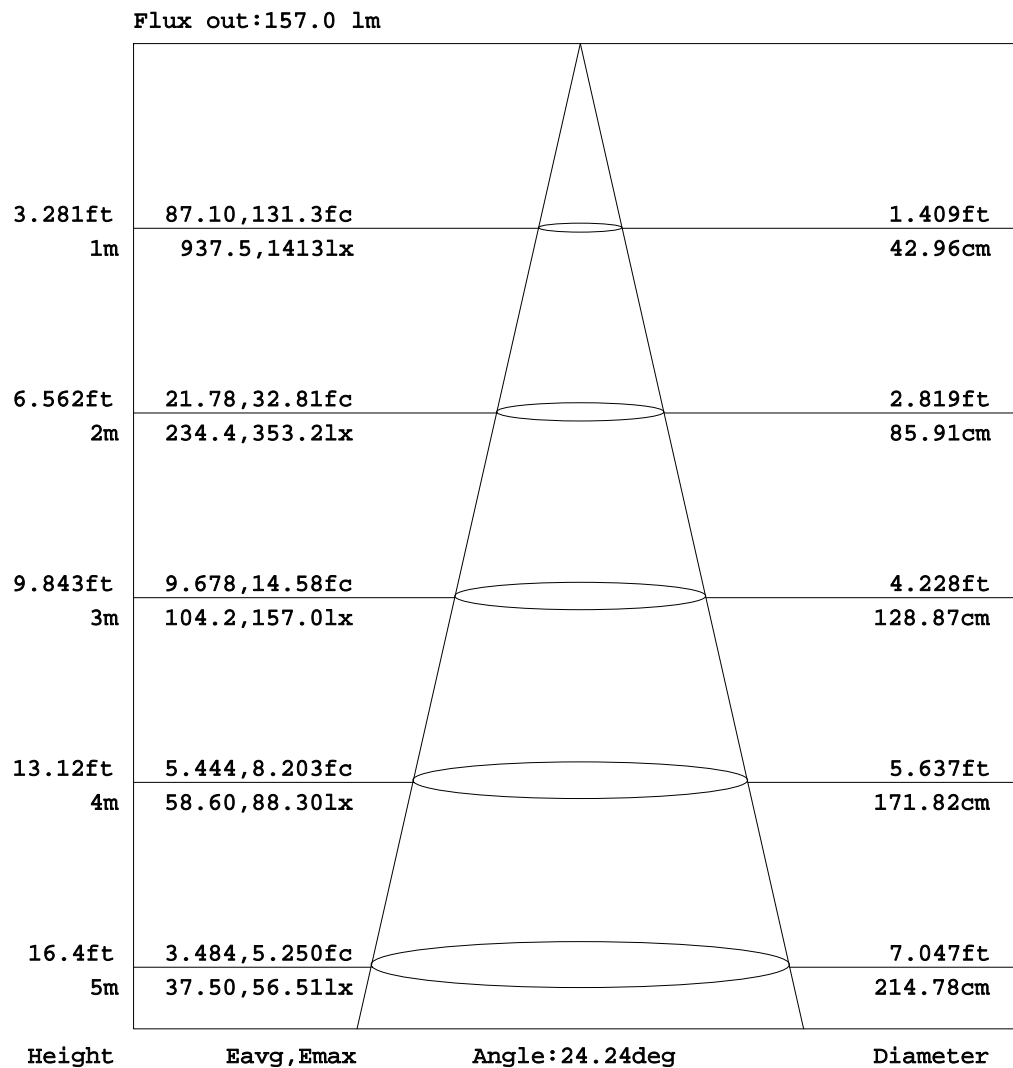 Flux out:157.0 lm
3.281ft 87.10,131.3fc 1.409ft
1m 937.5,1413lx 42.96cm
6.562ft 21.78,32.81fc 2.819ft
2m 234.4,353.2lx 85.91cm
9.843ft 9.678,14.58fc 4.228ft
3m 104.2,157.0lx 128.87cm
13.12ft 5.444,8.203fc 5.637ft
4m 58.60,88.30lx 171.82cm
16.4ft 3.484,5.250fc 7.047ft
5m 37.50,56.51lx 214.78cm
Height Eavg,Emax Angle:24.24deg Diameter